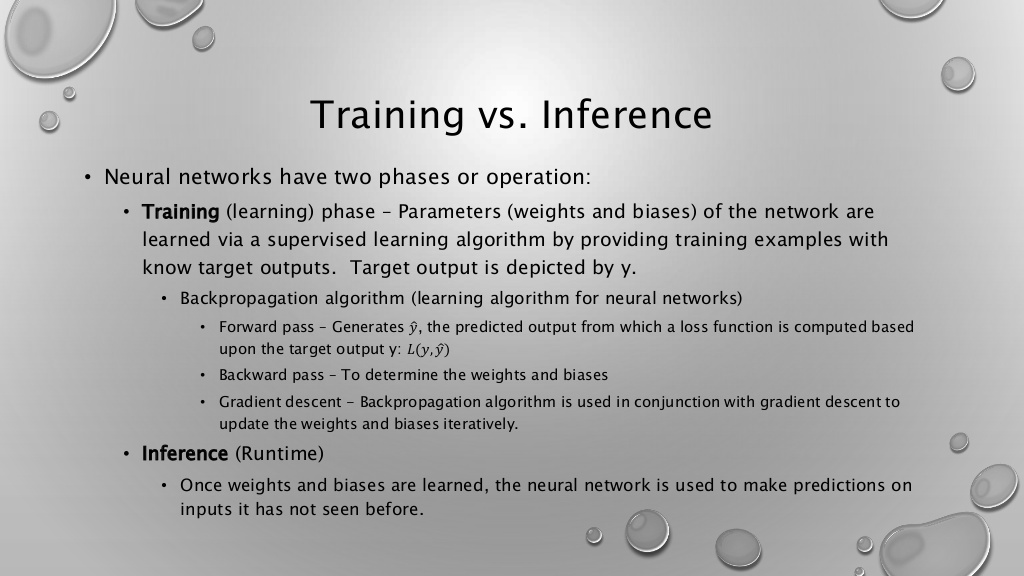 Training vs. Inference
• Neural networks have two phases or operation:
• Training (learning) phase – Parameters (weights and biases) of the network are
learned via a supervised learning algorithm by providing training examples with
know target outputs.  Target output is depicted by y.
• Backpropagation algorithm (learning algorithm for neural networks)
• Forward pass – Generates ŷ, the predicted output from which a loss function is computed based
upon the target output y: L(y,ŷ)
• Backward pass – To determine the weights and biases
• Gradient descent – Backpropagation algorithm is used in conjunction with gradient descent to
update the weights and biases iteratively.
• Inference (Runtime)
• Once weights and biases are learned, the neural network is used to make predictions on
inputs it has not seen before.